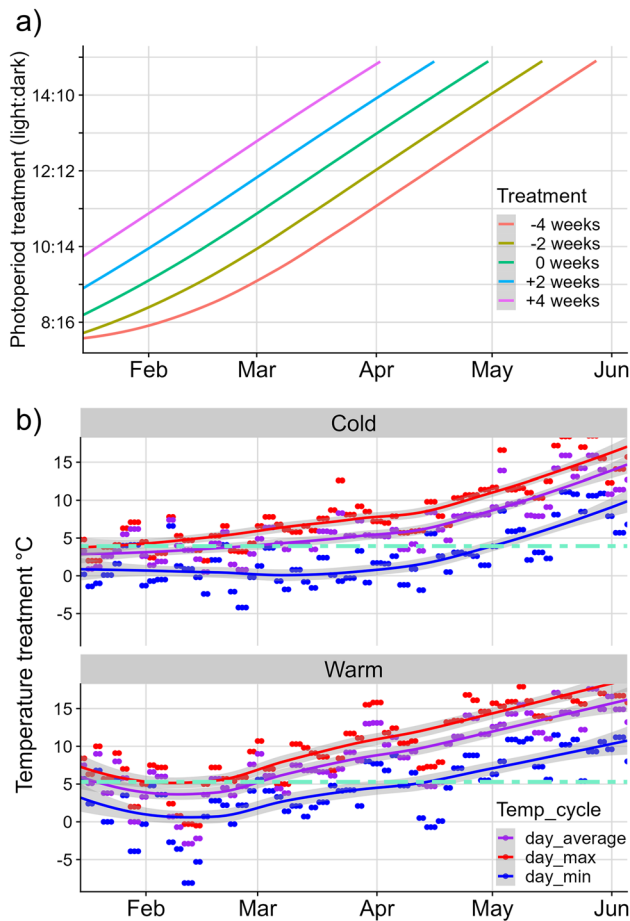 a)
Photoperiod treatment (light:dark)
14:10
12:12
10:14
8:16
Treatment
-4 weeks
-2 weeks
0 weeks
+2 weeks
+4 weeks
Feb Mar Apr May Jun
b)
Cold
Temperature treatment °C
15
10
5
0
-5
Warm
15
10
5
0
-5
Temp_cycle
day_average
day_max
day_min
Feb Mar Apr May Jun